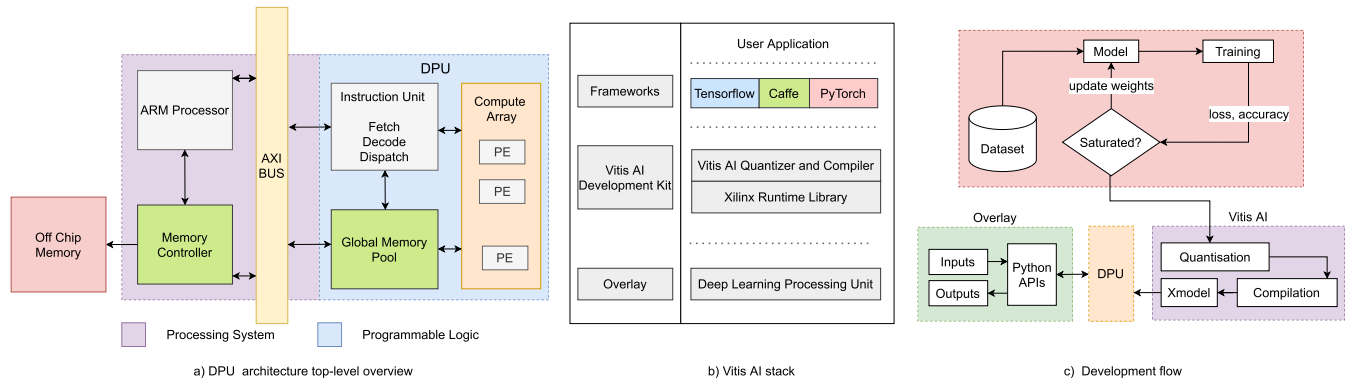 DPU
ARM Processor
AXI
BUS
Instruction Unit
Fetch
Decode
Dispatch
Compute
Array
PE
PE
PE
Off Chip
Memory
Memory
Controller
Global Memory
Pool
Processing System
Programmable Logic
a) DPU architecture top-level overview
User Application
Frameworks
Tensorflow
Caffe
PyTorch
Vitis AI
Development Kit
Vitis AI Quantizer and Compiler
Xilinx Runtime Library
Overlay
Deep Learning Processing Unit
b) Vitis AI stack
Model
Training
update weights
loss, accuracy
Dataset
Saturated?
Overlay
Vitis AI
Inputs
Outputs
Python
APIs
DPU
Quantisation
Xmodel
Compilation
c) Development flow